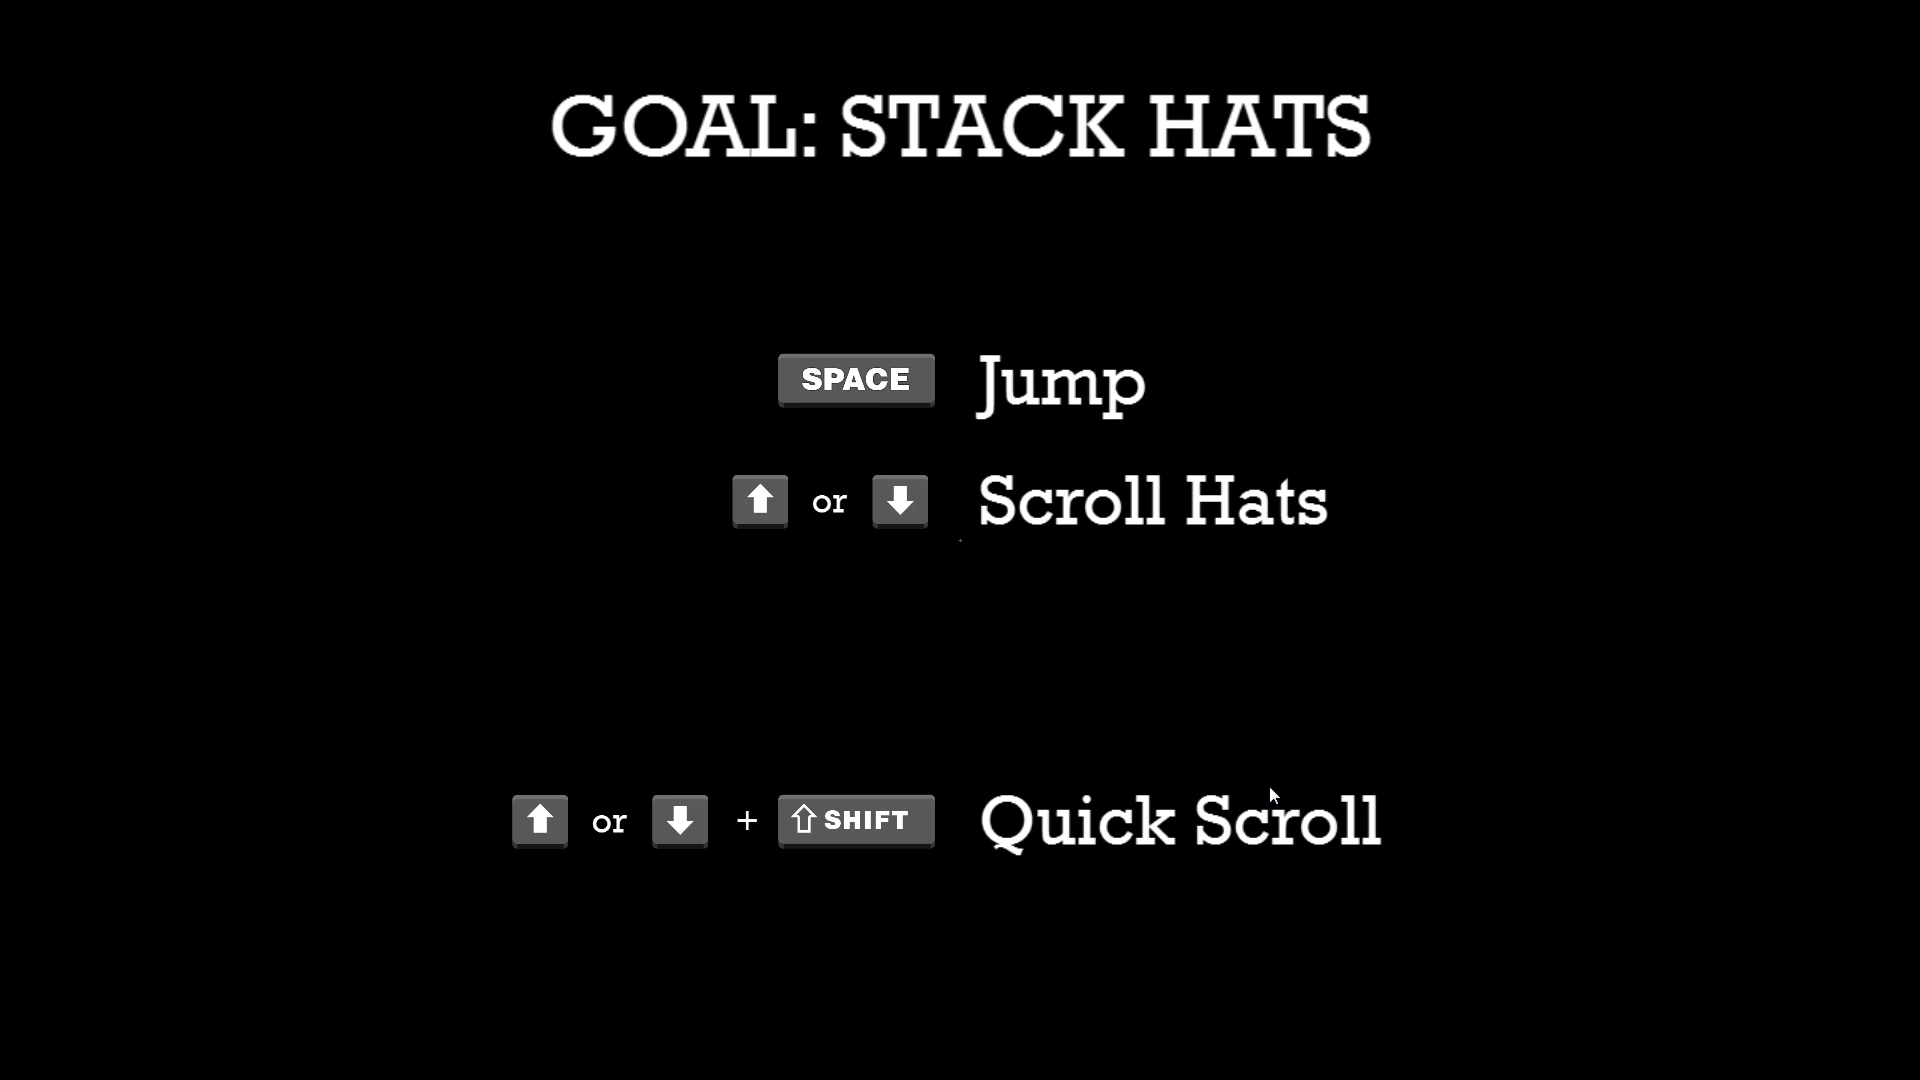 GOAL: STACK HATS
SPACE Jump
or Scroll Hats
or + SHIFT Quick Scroll